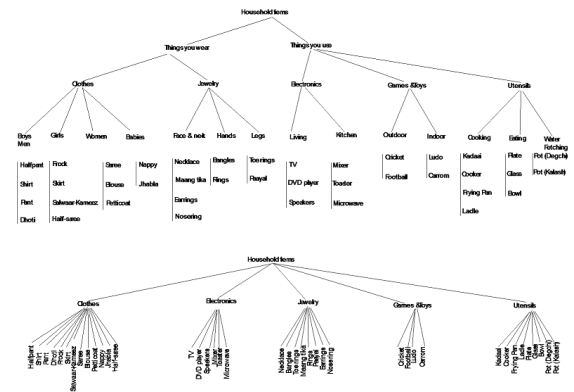 Household items
Things you wear
Things you use
Clothes
Jewelry
Electronics
Games &Toys
Utensils
Boys
Men
Girls
Women
Babies
Face & neck
Hands
Legs
Living
Kitchen
Outdoor
Indoor
Cooking
Eating
Water
Fetching
Halfpant
Shirt
Pant
Dhoti
Frock
Skirt
Salwaar-Kameez
Half-saree
Saree
Blouse
Petticoat
Nappy
Jhabla
Necklace
Maang tika
Earrings
Nosering
Bangles
Rings
Toerings
Paayal
TV
DVD player
Speakers
Mixer
Toaster
Microwave
Cricket
Football
Ludo
Carrom
Kadaai
Cooker
Frying Pan
Ladle
Plate
Glass
Bowl
Pot (Degchi)
Pot (Kalash)
Household items
Clothes
Electronics
Jewelry
Games &Toys
Utensils
Halfpant
Shirt
Pant
Dhoti
Frock
Skirt
Salwaar-Kameez
Saree
Blouse
Petticoat
Nappy
Jhabla
Half-saree
TV
DVD player
Speakers
Mixer
Toaster
Microwave
Necklace
Bangles
Toerings
Maang tika
Rings
Paayal
Earrings
Nosering
Cricket
Football
Ludo
Carrom
Kadaai
Cooker
Frying Pan
Ladle
Plate
Glass
Bowl
Pot (Degchi)
Pot (Kalash)